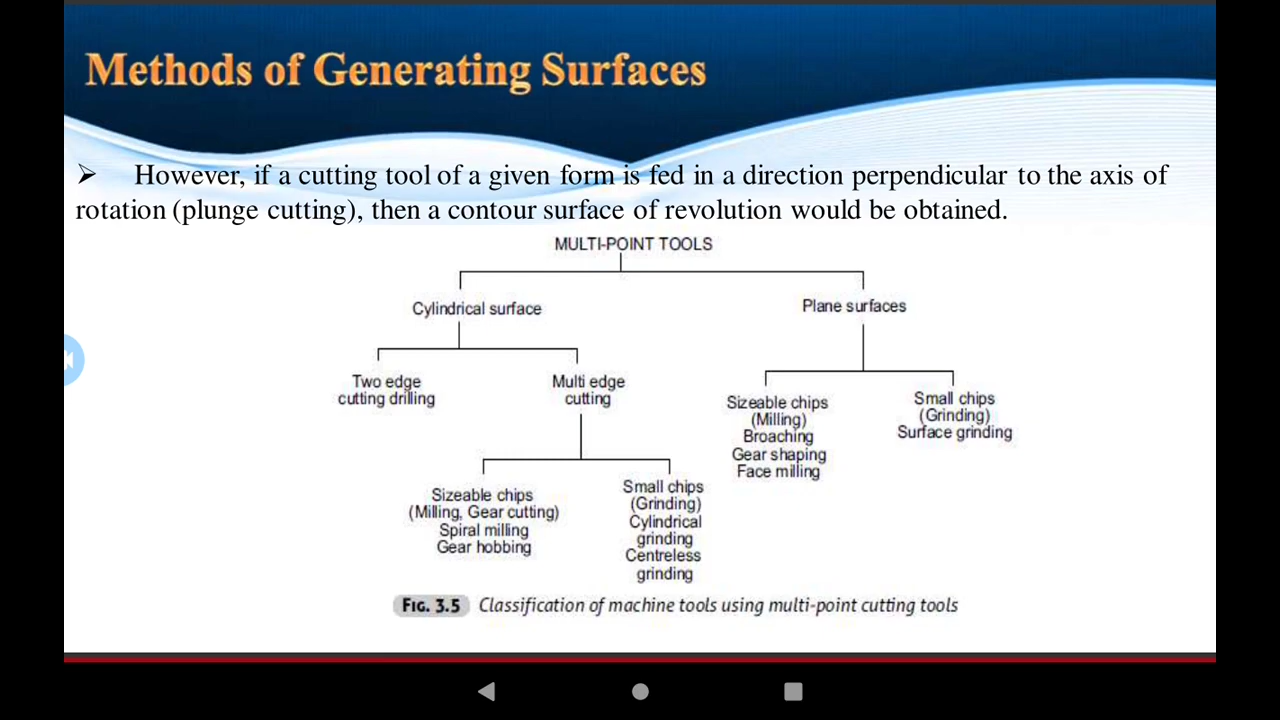 Methods of Generating Surfaces
➢ However, if a cutting tool of a given form is fed in a direction perpendicular to the axis of
rotation (plunge cutting), then a contour surface of revolution would be obtained.
MULTI-POINT TOOLS
Cylindrical surface
Plane surfaces
Two edge
cutting drilling
Multi edge
cutting
Sizeable chips
(Milling)
Broaching
Gear shaping
Face milling
Small chips
(Grinding)
Surface grinding
Sizeable chips
(Milling, Gear cutting)
Spiral milling
Gear hobbing
Small chips
(Grinding)
Cylindrical
grinding
Centreless
grinding
FIG. 3.5 Classification of machine tools using multi-point cutting tools